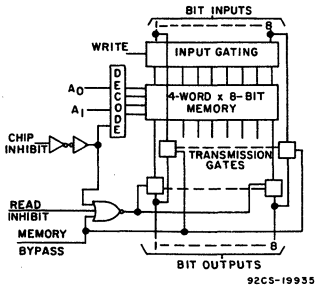 BIT INPUTS
1 8
WRITE INPUT GATING
DECODE
A0
4-WORD x 8-BIT
MEMORY
A1
CHIP
INHIBIT
TRANSMISSION
GATES
READ
INHIBIT
MEMORY
BYPASS
1 8
BIT OUTPUTS
92CS-19935